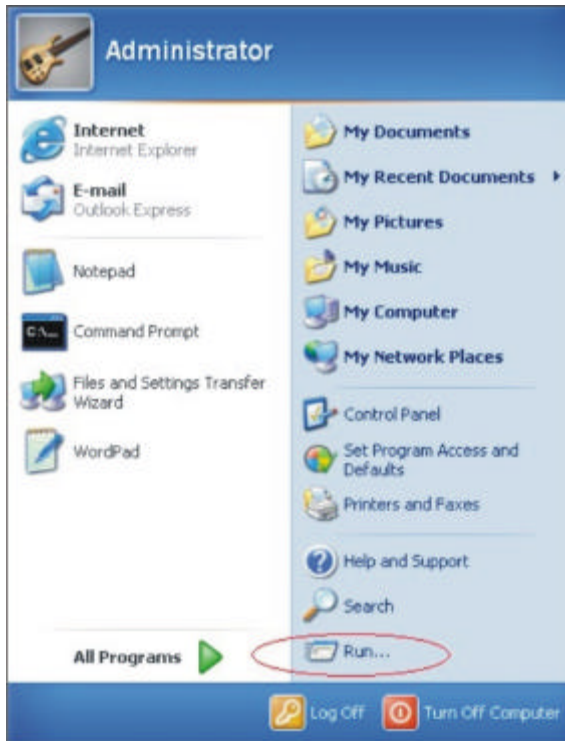 Administrator
Internet
Internet Explorer
E-mail
Outlook Express
Notepad
C:\_
Command Prompt
Files and Settings Transfer
Wizard
WordPad
All Programs
My Documents
My Recent Documents
My Pictures
My Music
My Computer
My Network Places
Control Panel
Set Program Access and
Defaults
Printers and Faxes
Help and Support
Search
Run...
Log Off
Turn Off Computer